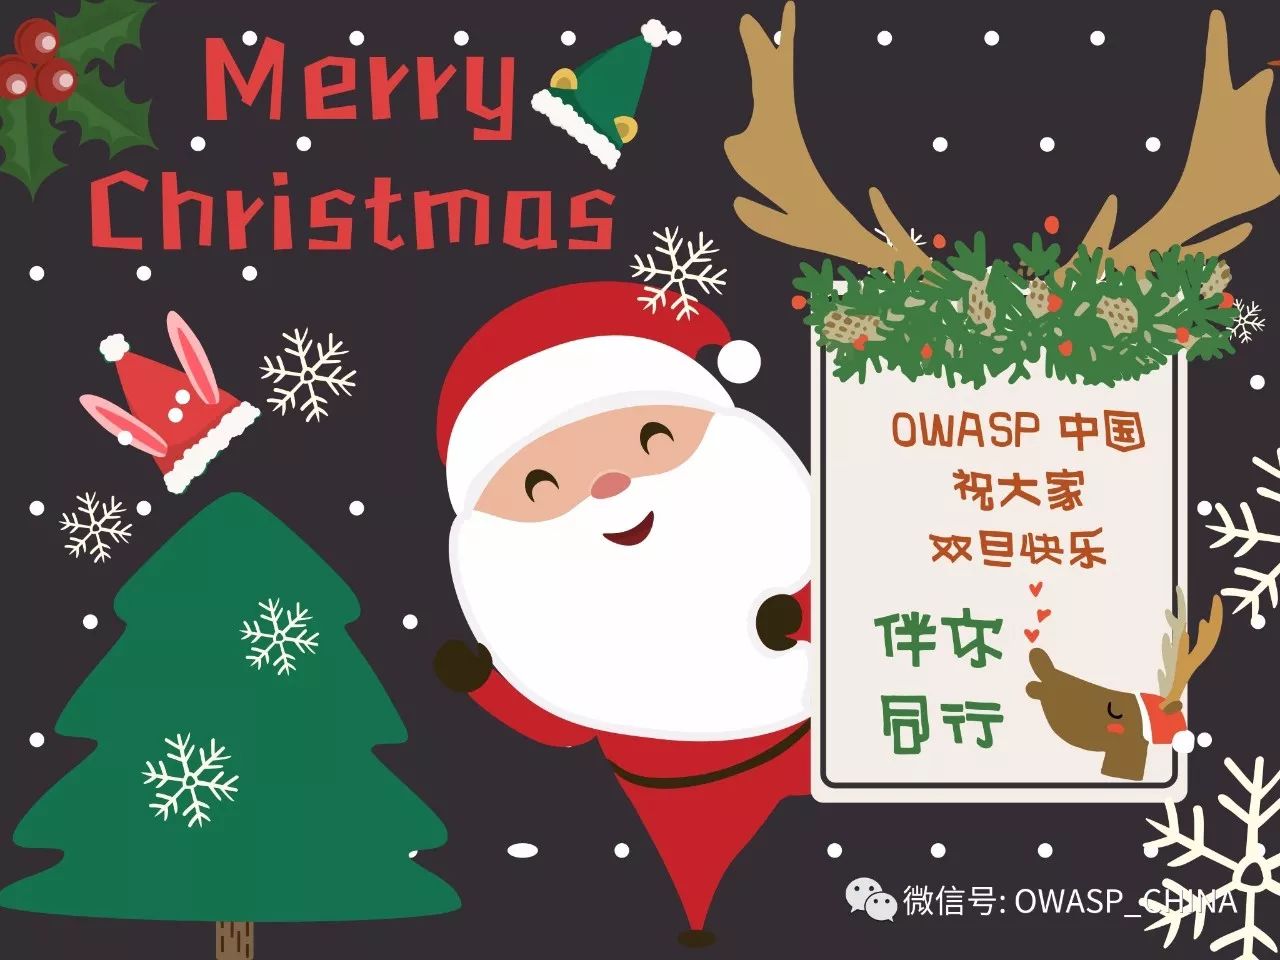 Merry
Christmas
OWASP 中国
祝大家
双旦快乐
伴你
同行
微信号: OWASP_CHINA